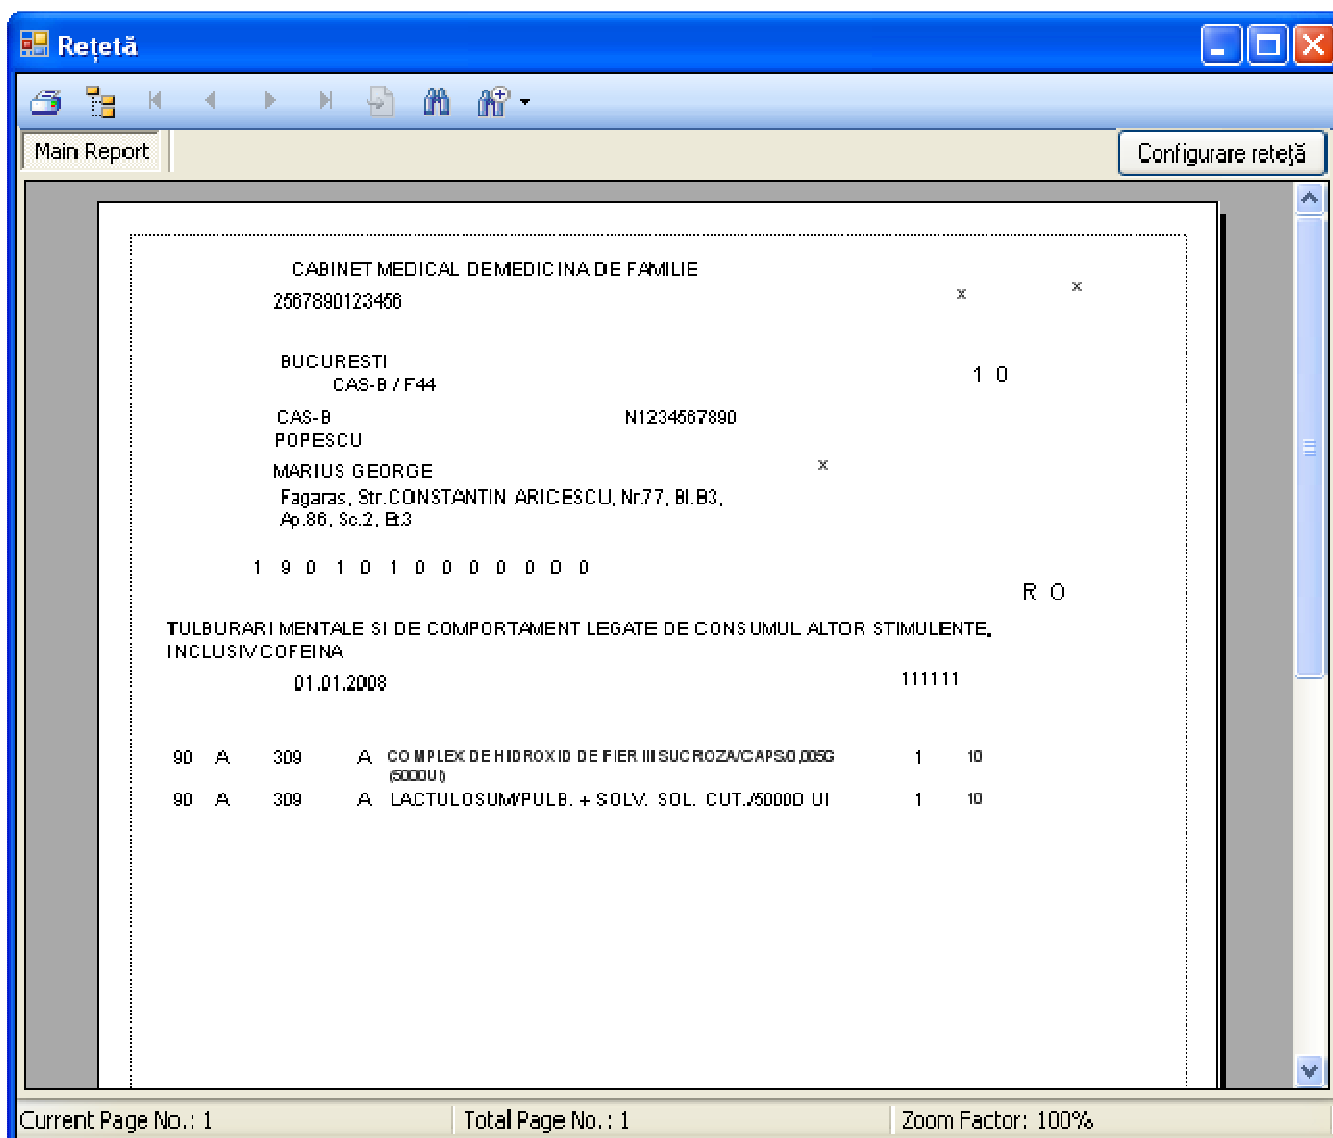 Rețetă
Main Report
Configurare rețetă
CABINET MEDICAL DE MEDICINA DE FAMILIE
2567890123456
x
x
BUCURESTI
CAS-B / F44
1 0
CAS-B
N1234567890
POPESCU
MARIUS GEORGE
x
Fagaras, Str.CONSTANTIN ARICESCU, Nr.77, Bl.B3,
Ap.86, Sc.2, Et.3
1 9 0 1 0 1 0 0 0 0 0 0 0
R O
TULBURARI MENTALE SI DE COMPORTAMENT LEGATE DE CONSUMUL ALTOR STIMULENTE,
INCLUSIV COFEINA
01.01.2008
111111
90 A 309 A COMPLEX DE HIDROXID DE FIER III SUCROZA/CAPS/0,005G 1 10
(5000UI)
90 A 309 A LACTULOSUM/PULB. + SOLV. SOL. CUT./50000 UI 1 10
Current Page No.: 1
Total Page No.: 1
Zoom Factor: 100%